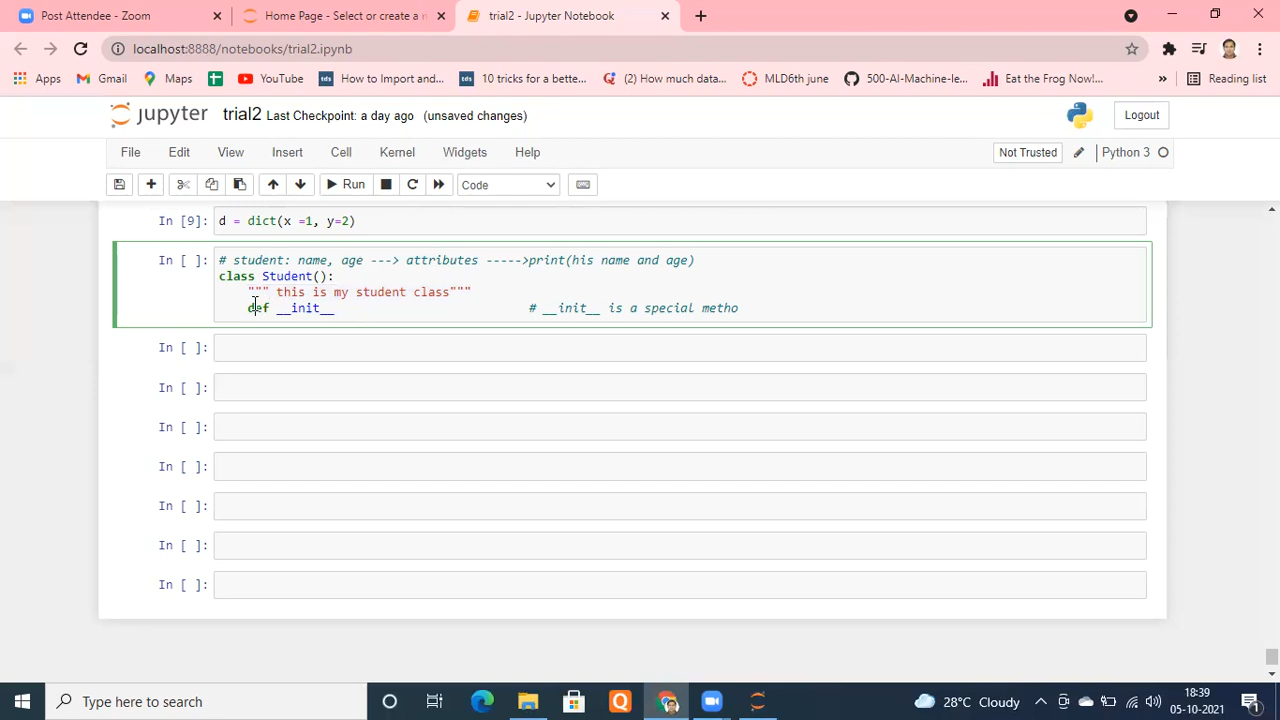 Post Attendee - Zoom
Home Page - Select or create a n
trial2 - Jupyter Notebook
localhost:8888/notebooks/trial2.ipynb
Apps
Gmail
Maps
YouTube
How to Import and...
10 tricks for a bette...
(2) How much data...
MLD6th june
500-AI-Machine-le...
Eat the Frog Now!...
»
Reading list
jupyter
trial2 Last Checkpoint: a day ago (unsaved changes)
Logout
File
Edit
View
Insert
Cell
Kernel
Widgets
Help
Not Trusted
Python 3
Run
Code
In [9]: d = dict(x =1, y=2)
In [ ]: # student: name, age ---> attributes ----->print(his name and age)
class Student():
""" this is my student class"""
def __init__ # __init__ is a special metho
In [ ]:
In [ ]:
In [ ]:
In [ ]:
In [ ]:
In [ ]:
In [ ]:
Type here to search
28°C Cloudy
18:39
05-10-2021
1